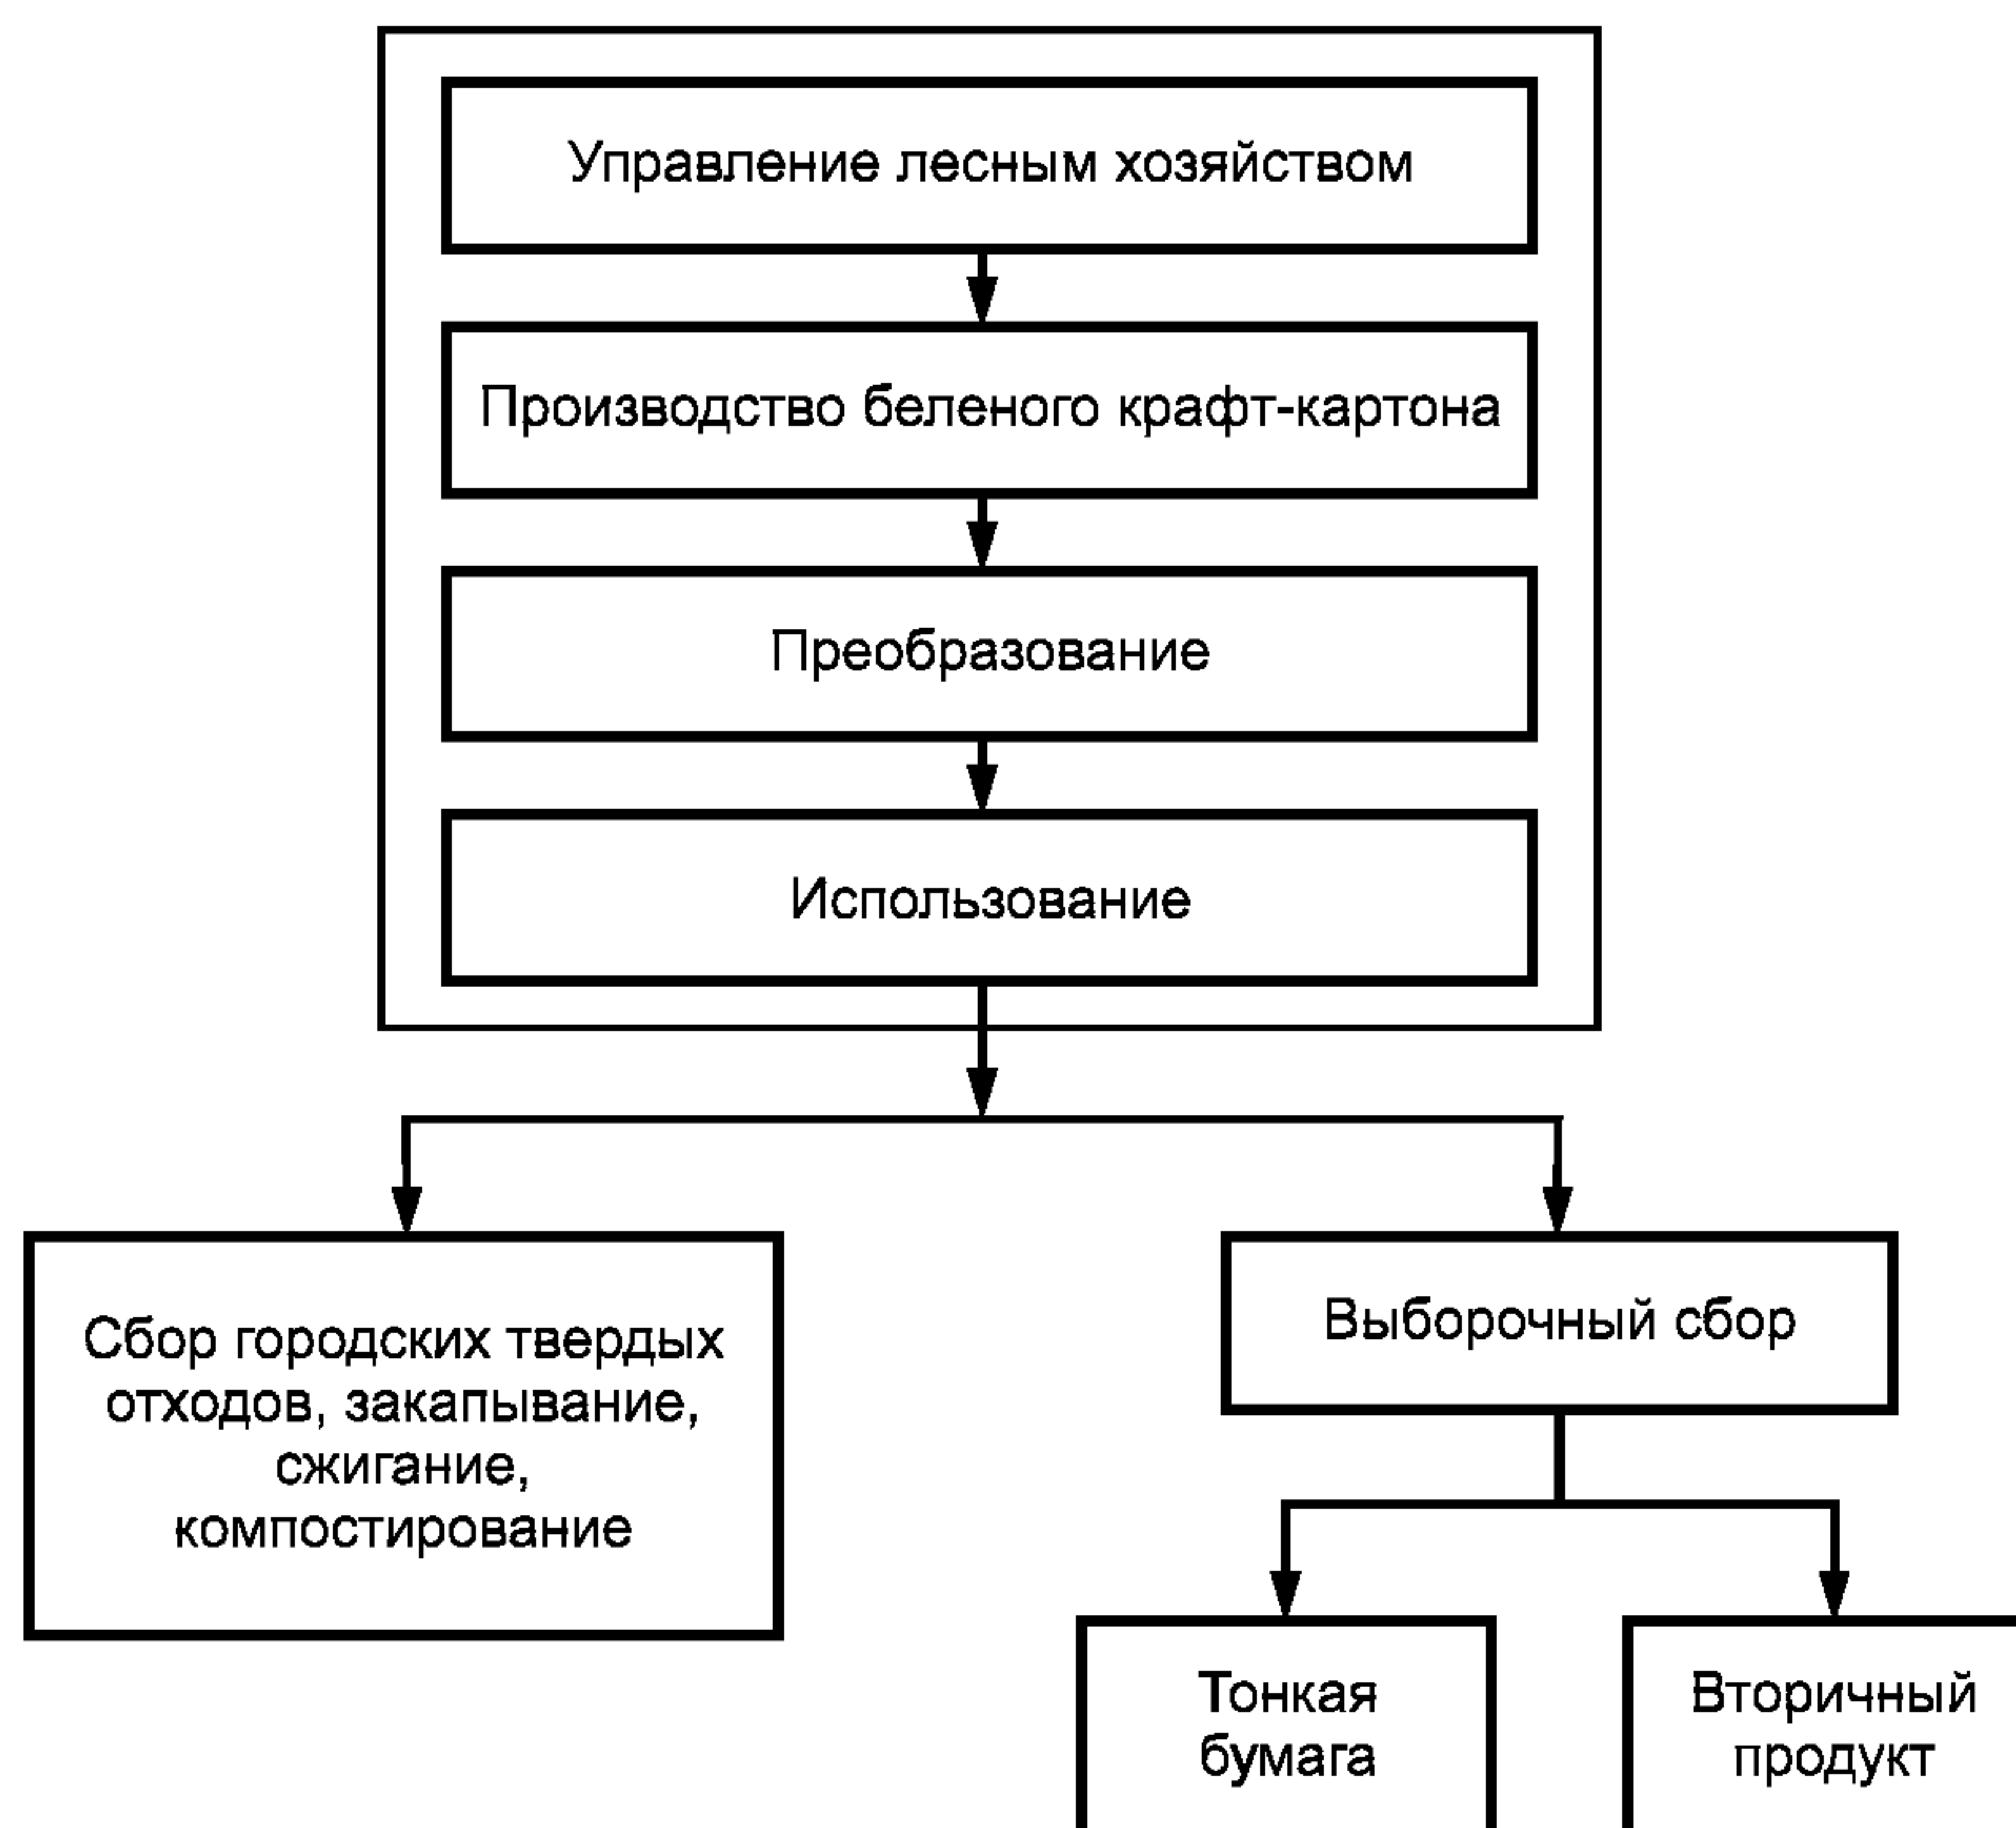 Управление лесным хозяйством
Производство беленого крафт-картона
Преобразование
Использование
Сбор городских твердых
отходов, закапывание,
сжигание,
компостирование
Выборочный сбор
Тонкая
бумага
Вторичный
продукт